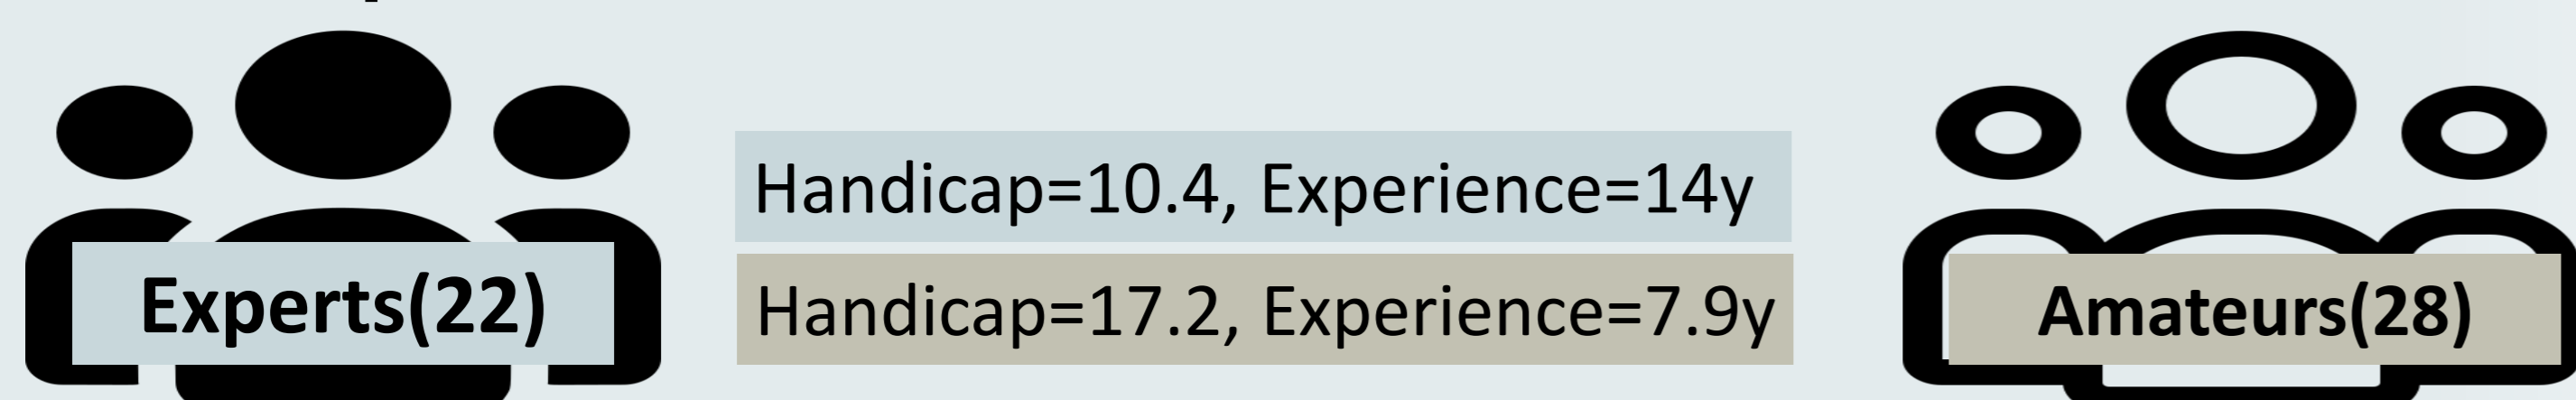 Experts(22)
Handicap=10.4, Experience=14y
Handicap=17.2, Experience=7.9y
Amateurs(28)